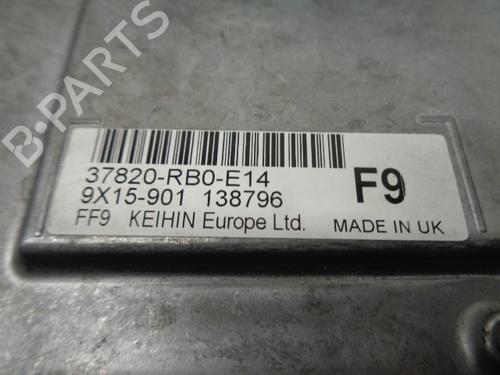 B-PARTS
37820-RB0-E14
9X15-901 138796
F9
FF9 KEIHIN Europe Ltd.
MADE IN UK